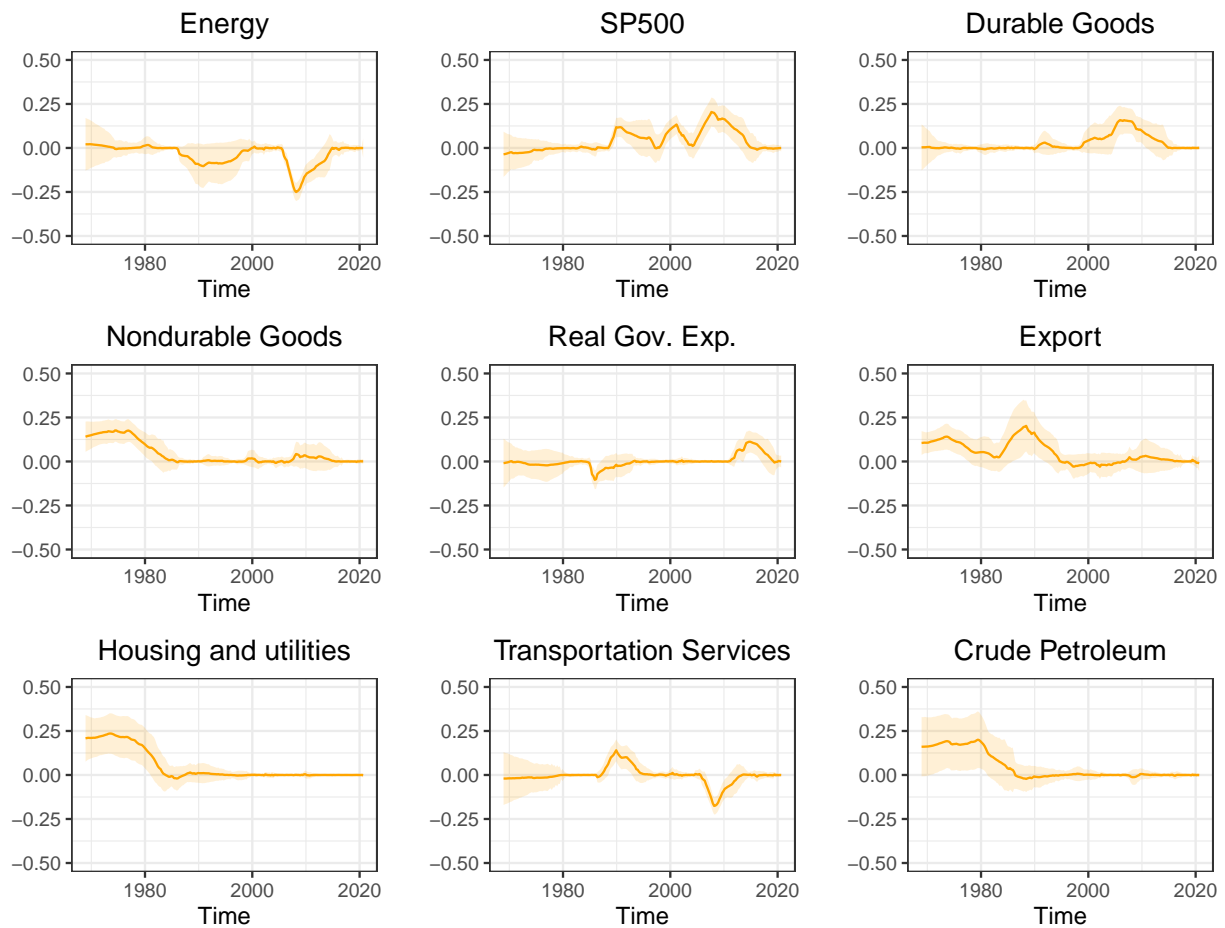 Energy SP500 Durable Goods
0.50 0.50 0.50
0.25 0.25 0.25
0.00 0.00 0.00
−0.25 −0.25 −0.25
−0.50 −0.50 −0.50
1980 2000 2020 1980 2000 2020 1980 2000 2020
Time Time Time
Nondurable Goods Real Gov. Exp. Export
0.50 0.50 0.50
0.25 0.25 0.25
0.00 0.00 0.00
−0.25 −0.25 −0.25
−0.50 −0.50 −0.50
1980 2000 2020 1980 2000 2020 1980 2000 2020
Time Time Time
Housing and utilities Transportation Services Crude Petroleum
0.50 0.50 0.50
0.25 0.25 0.25
0.00 0.00 0.00
−0.25 −0.25 −0.25
−0.50 −0.50 −0.50
1980 2000 2020 1980 2000 2020 1980 2000 2020
Time Time Time